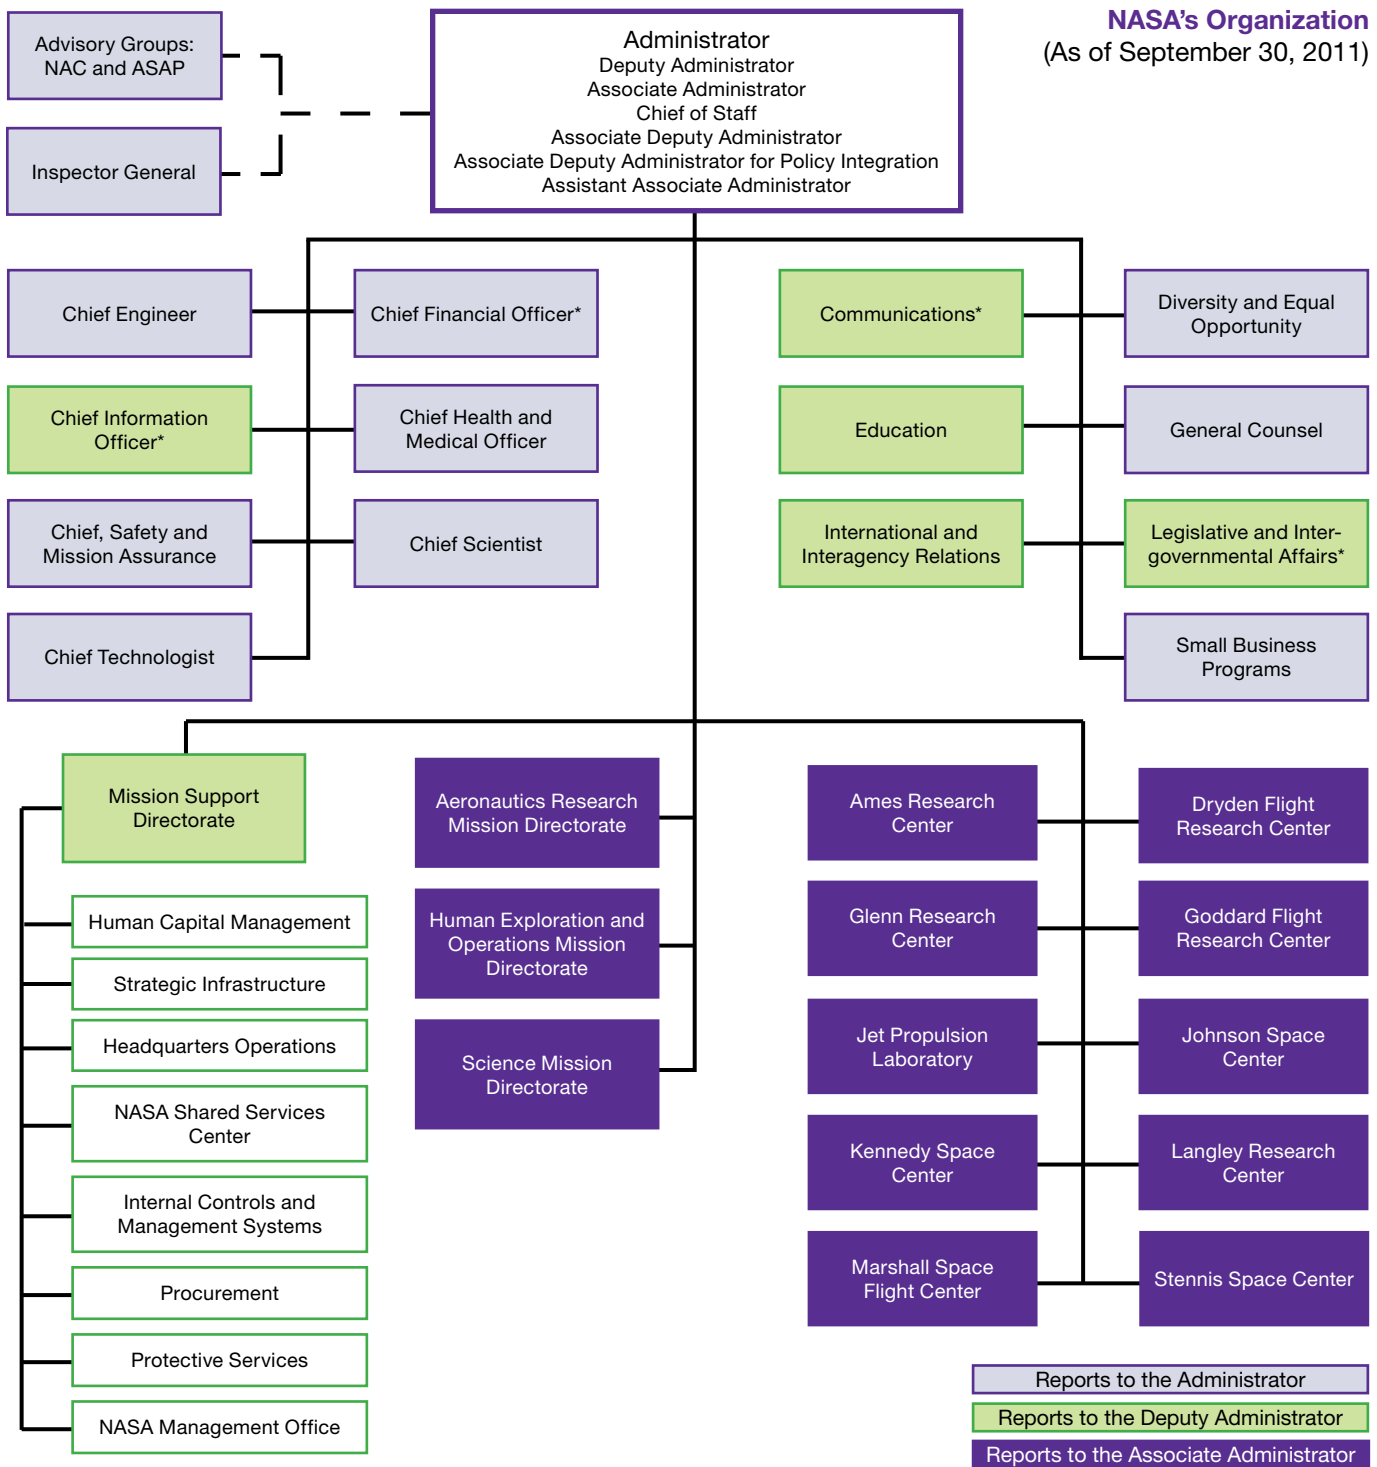 NASA's Organization
(As of September 30, 2011)
Advisory Groups:
NAC and ASAP
Inspector General
Administrator
Deputy Administrator
Associate Administrator
Chief of Staff
Associate Deputy Administrator
Associate Deputy Administrator for Policy Integration
Assistant Associate Administrator
Chief Engineer
Chief Financial Officer*
Chief Information
Officer*
Chief Health and
Medical Officer
Chief, Safety and
Mission Assurance
Chief Scientist
Chief Technologist
Communications*
Diversity and Equal
Opportunity
Education
General Counsel
International and
Interagency Relations
Legislative and Inter-
governmental Affairs*
Small Business
Programs
Mission Support
Directorate
Human Capital Management
Strategic Infrastructure
Headquarters Operations
NASA Shared Services
Center
Internal Controls and
Management Systems
Procurement
Protective Services
NASA Management Office
Aeronautics Research
Mission Directorate
Human Exploration and
Operations Mission
Directorate
Science Mission
Directorate
Ames Research
Center
Dryden Flight
Research Center
Glenn Research
Center
Goddard Flight
Research Center
Jet Propulsion
Laboratory
Johnson Space
Center
Kennedy Space
Center
Langley Research
Center
Marshall Space
Flight Center
Stennis Space Center
Reports to the Administrator
Reports to the Deputy Administrator
Reports to the Associate Administrator